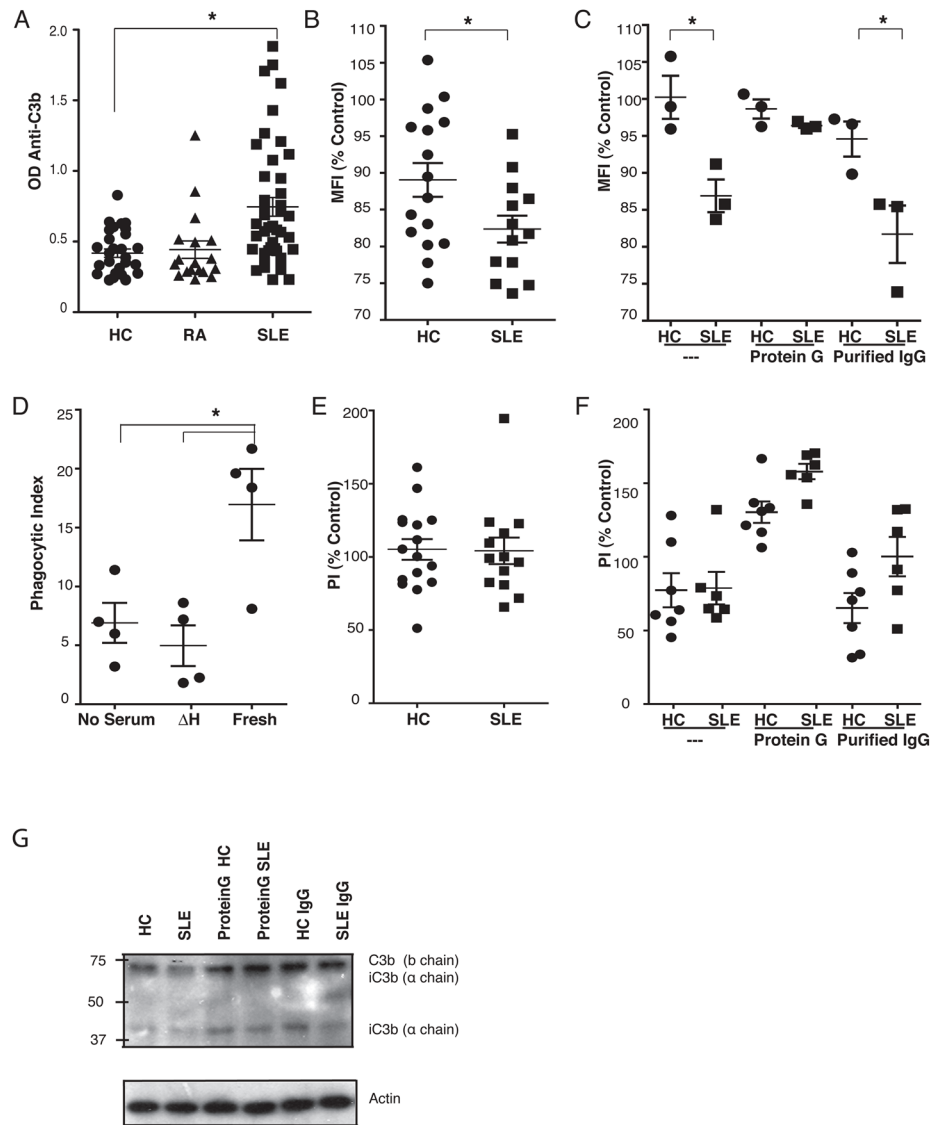 A
*
2.0
1.5
1.0
0.5
0
OD Anti-C3b
HC RA SLE
B
*
110
105
100
95
90
85
80
75
70
MFI (% Control)
HC SLE
C
* *
110
105
100
95
90
85
80
75
70
MFI (% Control)
HC SLE HC SLE HC SLE
--- Protein G Purified IgG
D
*
25
20
15
10
5
0
Phagocytic Index
No Serum ΔH Fresh
E
200
150
100
50
0
PI (% Control)
HC SLE
F
200
150
100
50
0
PI (% Control)
HC SLE HC SLE HC SLE
--- Protein G Purified IgG
G
HC
SLE
ProteinG HC
ProteinG SLE
HC IgG
SLE IgG
75
50
37
C3b (b chain)
iC3b (α chain)
iC3b (α chain)
Actin